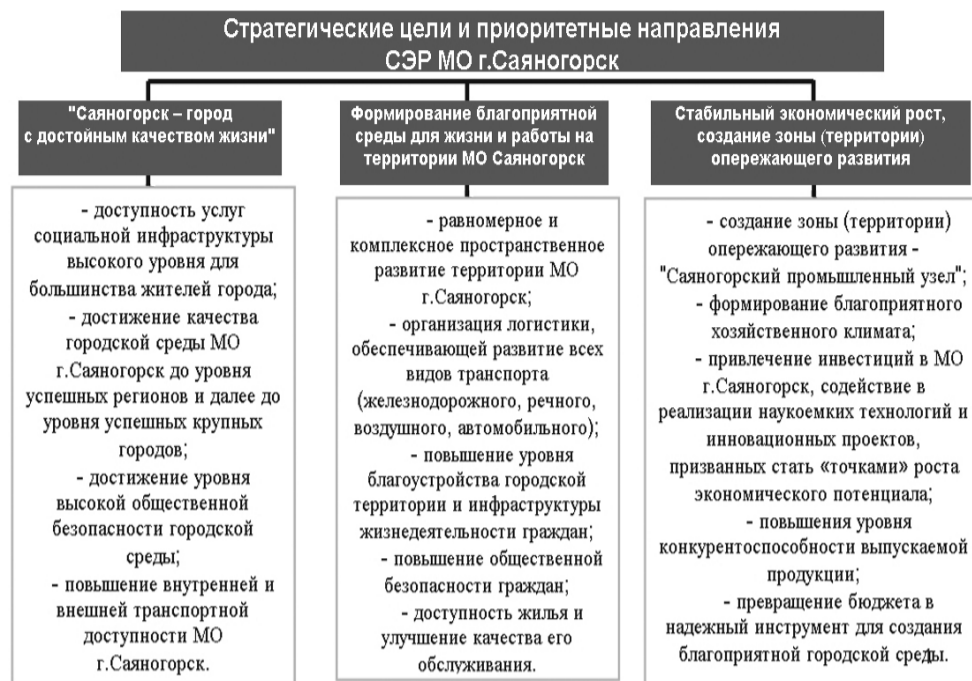 Стратегические цели и приоритетные направления
СЭР МО г.Саяногорск
"Саяногорск – город
с достойным качеством жизни"
- доступность услуг
социальной инфраструктуры
высокого уровня для
большинства жителей города;
- достижение качества
городской среды МО
г.Саяногорск до уровня
успешных регионов и далее до
уровня успешных крупных
городов;
- достижение уровня
высокой общественной
безопасности городской
среды;
- повышение внутренней и
внешней транспортной
доступности МО
г.Саяногорск.
Формирование благоприятной
среды для жизни и работы на
территории МО Саяногорск
- равномерное и
комплексное пространственное
развитие территории МО
г.Саяногорск;
- организация логистики,
обеспечивающей развитие всех
видов транспорта
(железнодорожного, речного,
воздушного, автомобильного);
- повышение уровня
благоустройства городской
территории и инфраструктуры
жизнедеятельности граждан;
- повышение общественной
безопасности граждан;
- доступность жилья и
улучшение качества его
обслуживания.
Стабильный экономический рост,
создание зоны (территории)
опережающего развития
- создание зоны (территории)
опережающего развития -
"Саяногорский промышленный узел";
- формирование благоприятного
хозяйственного климата;
- привлечение инвестиций в МО
г.Саяногорск, содействие в
реализации наукоемких технологий и
инновационных проектов,
призванных стать «точками» роста
экономического потенциала;
- повышения уровня
конкурентоспособности выпускаемой
продукции;
- превращение бюджета в
надежный инструмент для создания
благоприятной городской среды.